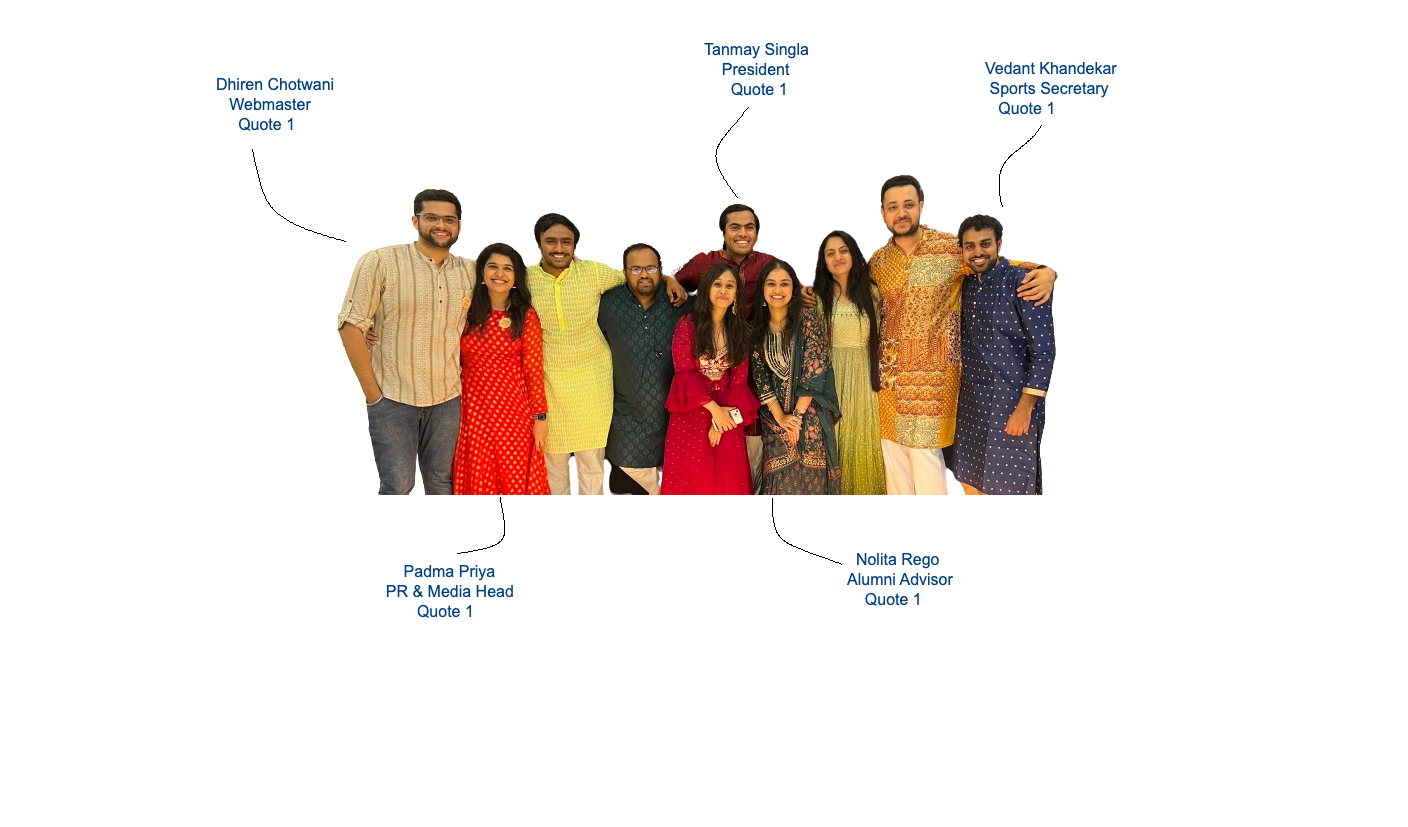 Tanmay Singla
President
Quote 1
Vedant Khandekar
Sports Secretary
Quote 1
Dhiren Chotwani
Webmaster
Quote 1
Padma Priya
PR & Media Head
Quote 1
Nolita Rego
Alumni Advisor
Quote 1